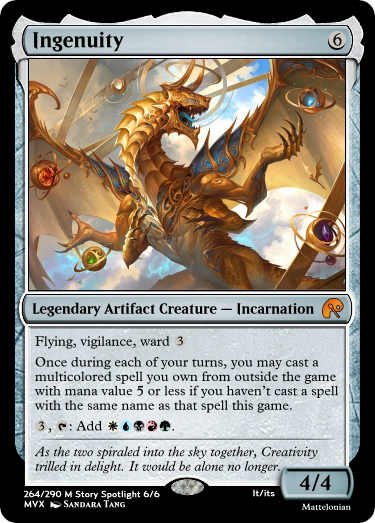 Ingenuity 6
Legendary Artifact Creature — Incarnation
Flying, vigilance, ward 3
Once during each of your turns, you may cast a
multicolored spell you own from outside the game
with mana value 5 or less if you haven't cast a spell
with the same name as that spell this game.
3, : Add .
As the two spiraled into the sky together, Creativity
trilled in delight. It would be alone no longer.
4/4
264/290 M Story Spotlight 6/6
It/its
MVX SANDARA TANG
Mattelonian